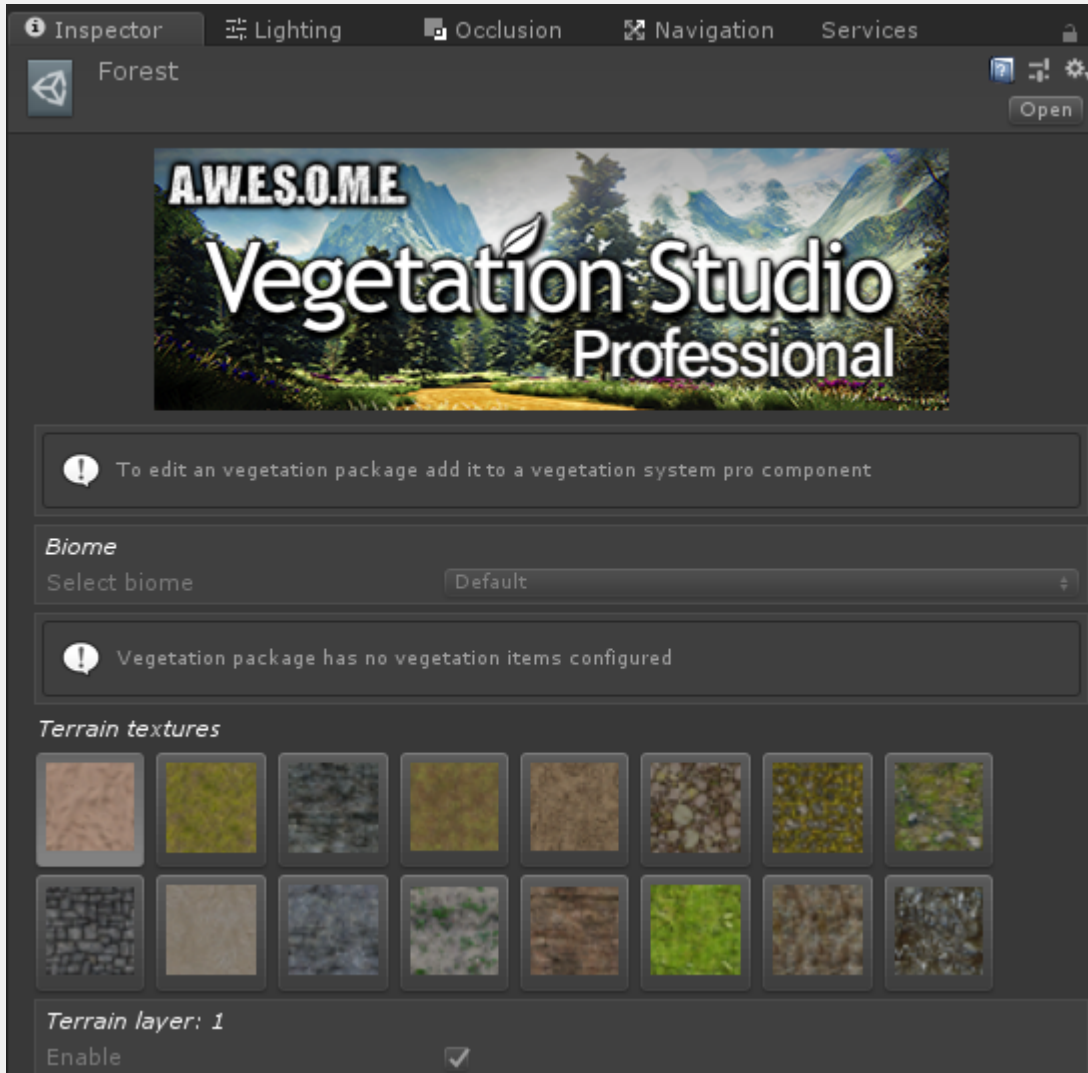 Inspector Lighting Occlusion Navigation Services
Forest
Open
A.W.E.S.O.M.E.
Vegetation Studio
Professional
To edit an vegetation package add it to a vegetation system pro component
Biome
Select biome Default
Vegetation package has no vegetation items configured
Terrain textures
Terrain layer: 1
Enable